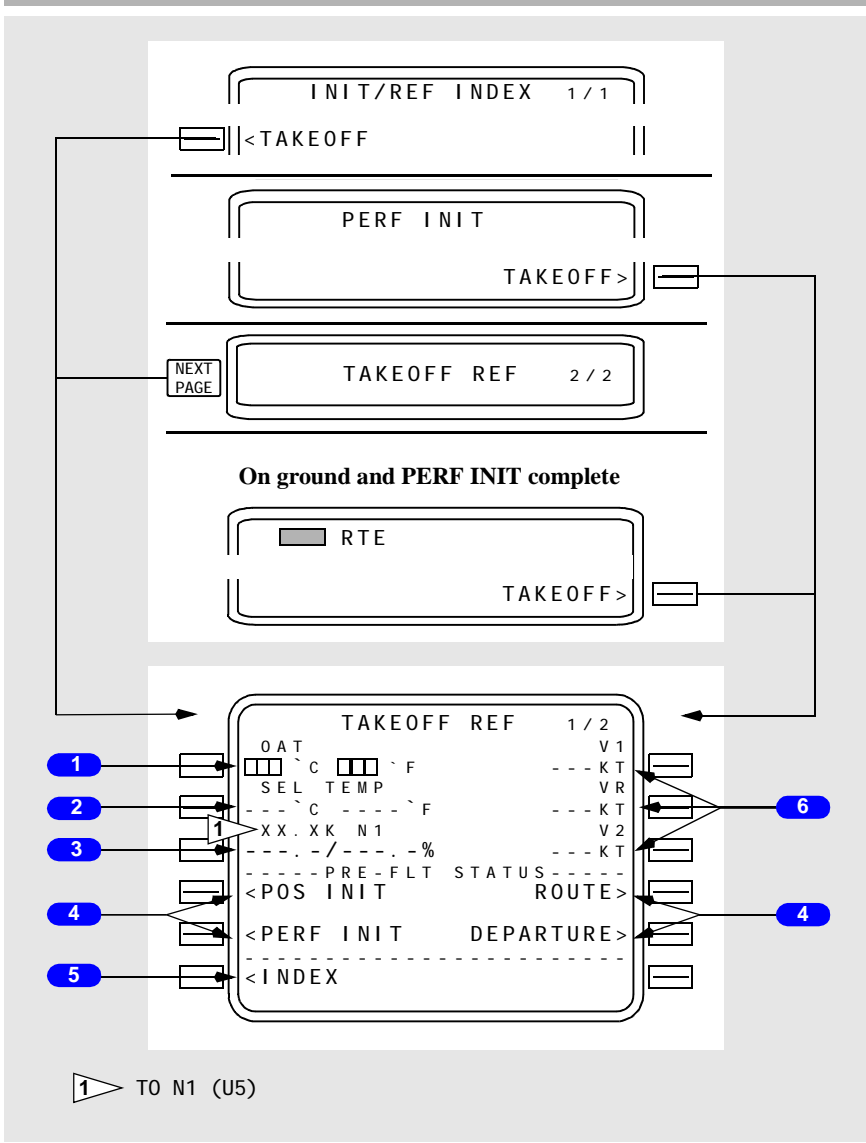 INIT/REF INDEX 1/1
<TAKEOFF
PERF INIT
TAKEOFF>
NEXT
PAGE
TAKEOFF REF 2/2
On ground and PERF INIT complete
RTE
TAKEOFF>
TAKEOFF REF 1/2
OAT V1
1 `C `F ---KT
SEL TEMP VR
2 ---`C ----`F ---KT 6
1 XX.XK N1 V2
3 ---.-/---.-% ---KT
-----PRE-FLT STATUS-----
4 <POS INIT ROUTE> 4
<PERF INIT DEPARTURE>
------------------------
5 <INDEX
1 TO N1 (U5)